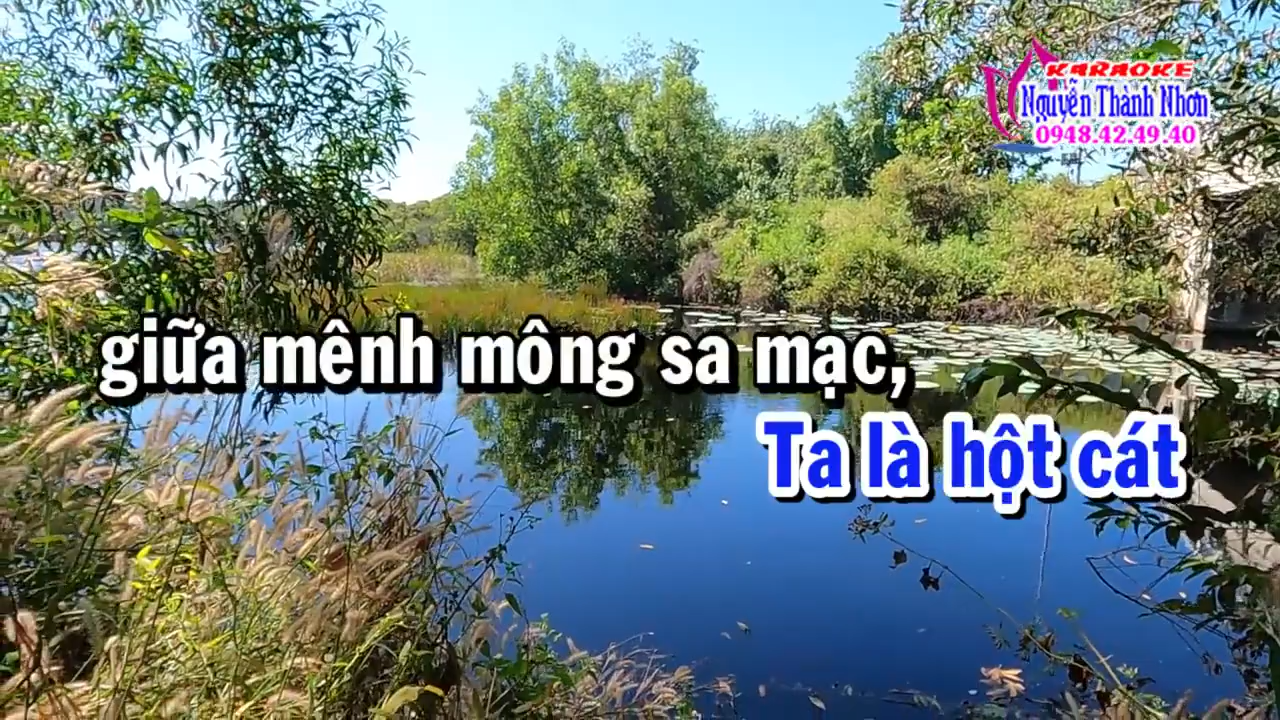 KARAOKE
Nguyễn Thành Nhơn
0948.42.49.40
giữa mênh mông sa mạc,
Ta là hột cát